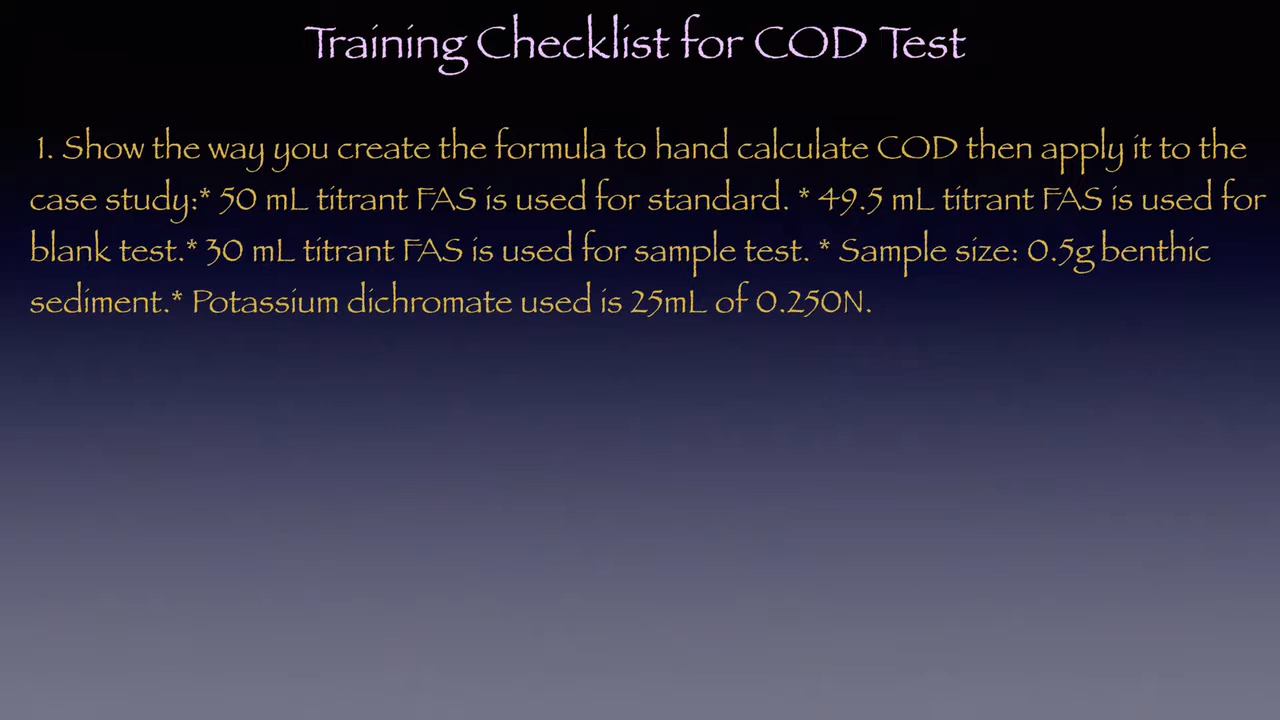 Training Checklist for COD Test
1. Show the way you create the formula to hand calculate COD then apply it to the
case study:* 50 mL titrant FAS is used for standard. * 49.5 mL titrant FAS is used for
blank test.* 30 mL titrant FAS is used for sample test. * Sample size: 0.5g benthic
sediment.* Potassium dichromate used is 25mL of 0.250N.